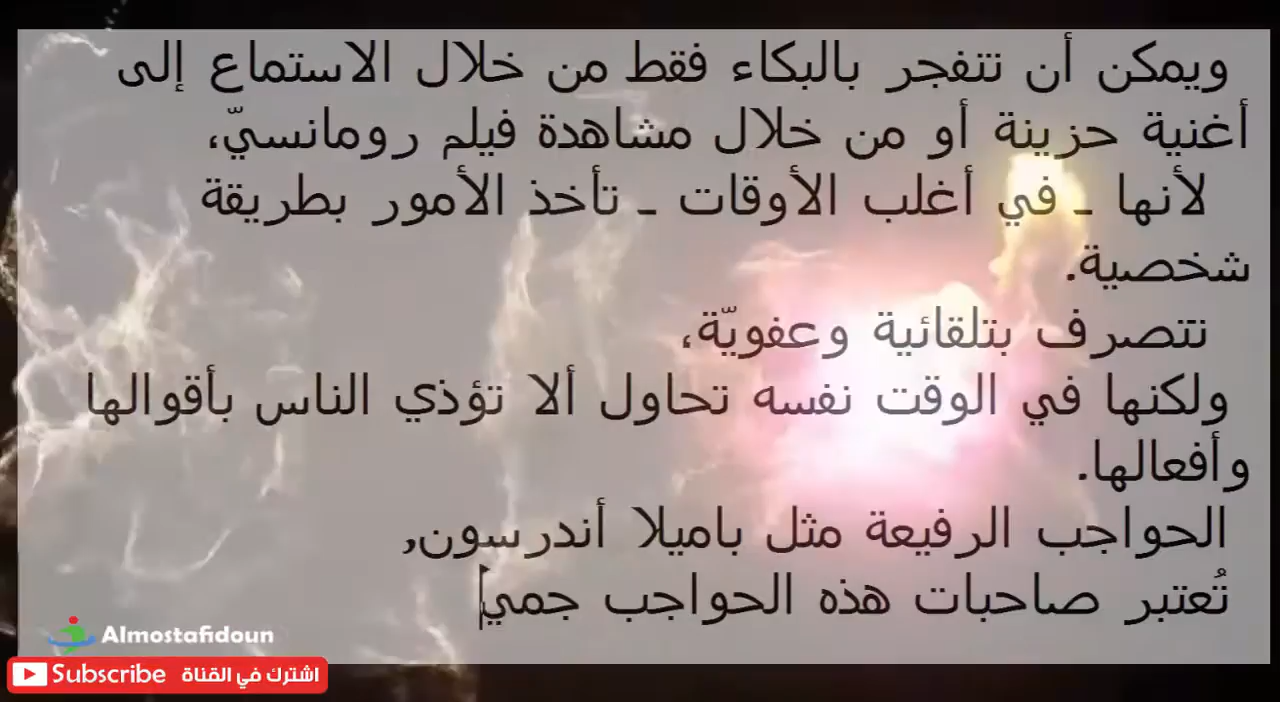 ويمكن أن تتفجر بالبكاء فقط من خلال الاستماع إلى
أغنية حزينة أو من خلال مشاهدة فيلم رومانسيّ،
لأنها ـ في أغلب الأوقات ـ تأخذ الأمور بطريقة
شخصية.
تتصرف بتلقائية وعفويّة،
ولكنها في الوقت نفسه تحاول ألا تؤذي الناس بأقوالها
وأفعالها.
الحواجب الرفيعة مثل باميلا أندرسون,
تُعتبر صاحبات هذه الحواجب جمي
Almostafidoun
Subscribe اشترك في القناة